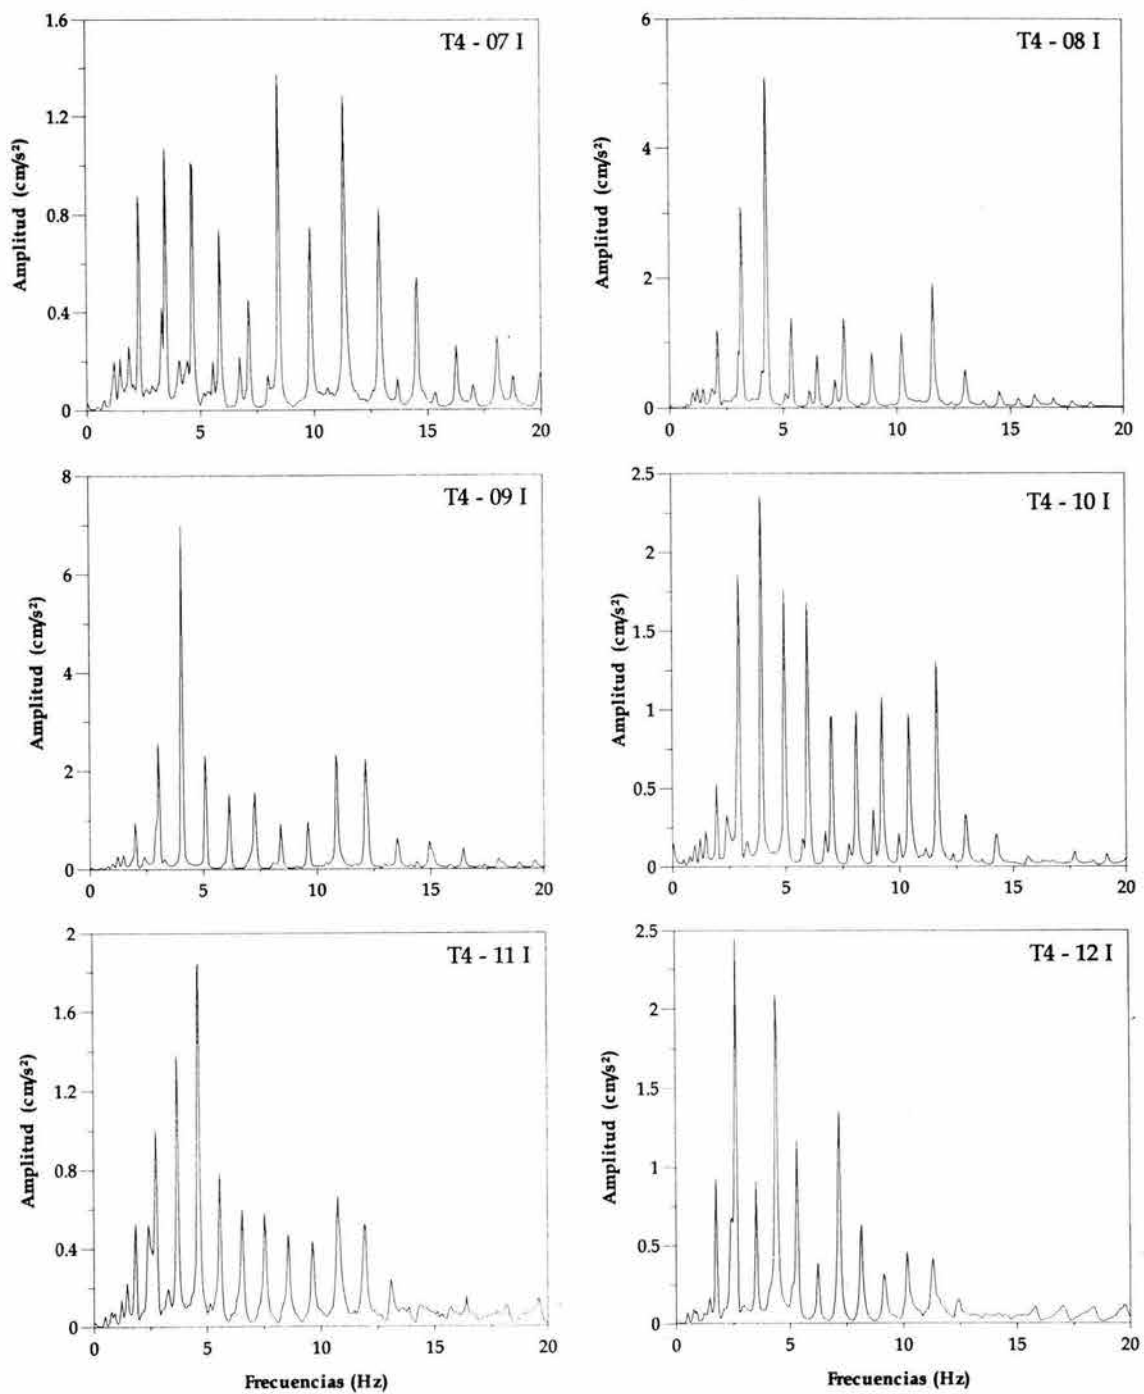 T4 - 07 I
Amplitud (cm/s²)
1.6
1.2
0.8
0.4
0
0 5 10 15 20
T4 - 08 I
Amplitud (cm/s²)
6
4
2
0
0 5 10 15 20
T4 - 09 I
Amplitud (cm/s²)
8
6
4
2
0
0 5 10 15 20
T4 - 10 I
Amplitud (cm/s²)
2.5
2
1.5
1
0.5
0
0 5 10 15 20
T4 - 11 I
Amplitud (cm/s²)
2
1.6
1.2
0.8
0.4
0
0 5 10 15 20
Frecuencias (Hz)
T4 - 12 I
Amplitud (cm/s²)
2.5
2
1.5
1
0.5
0
0 5 10 15 20
Frecuencias (Hz)